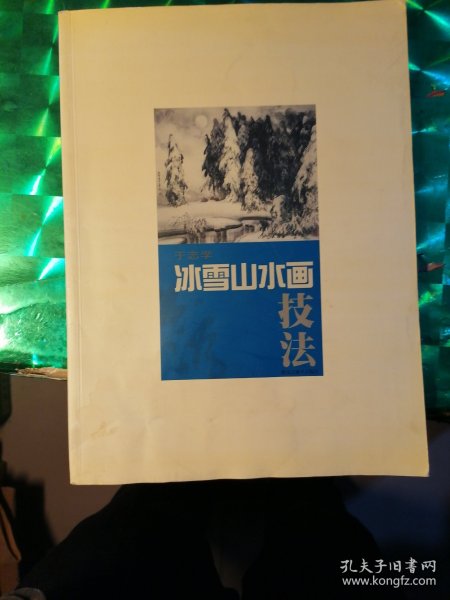 于志学
冰雪山水画
技法
孔夫子旧书网
www.kongfz.com